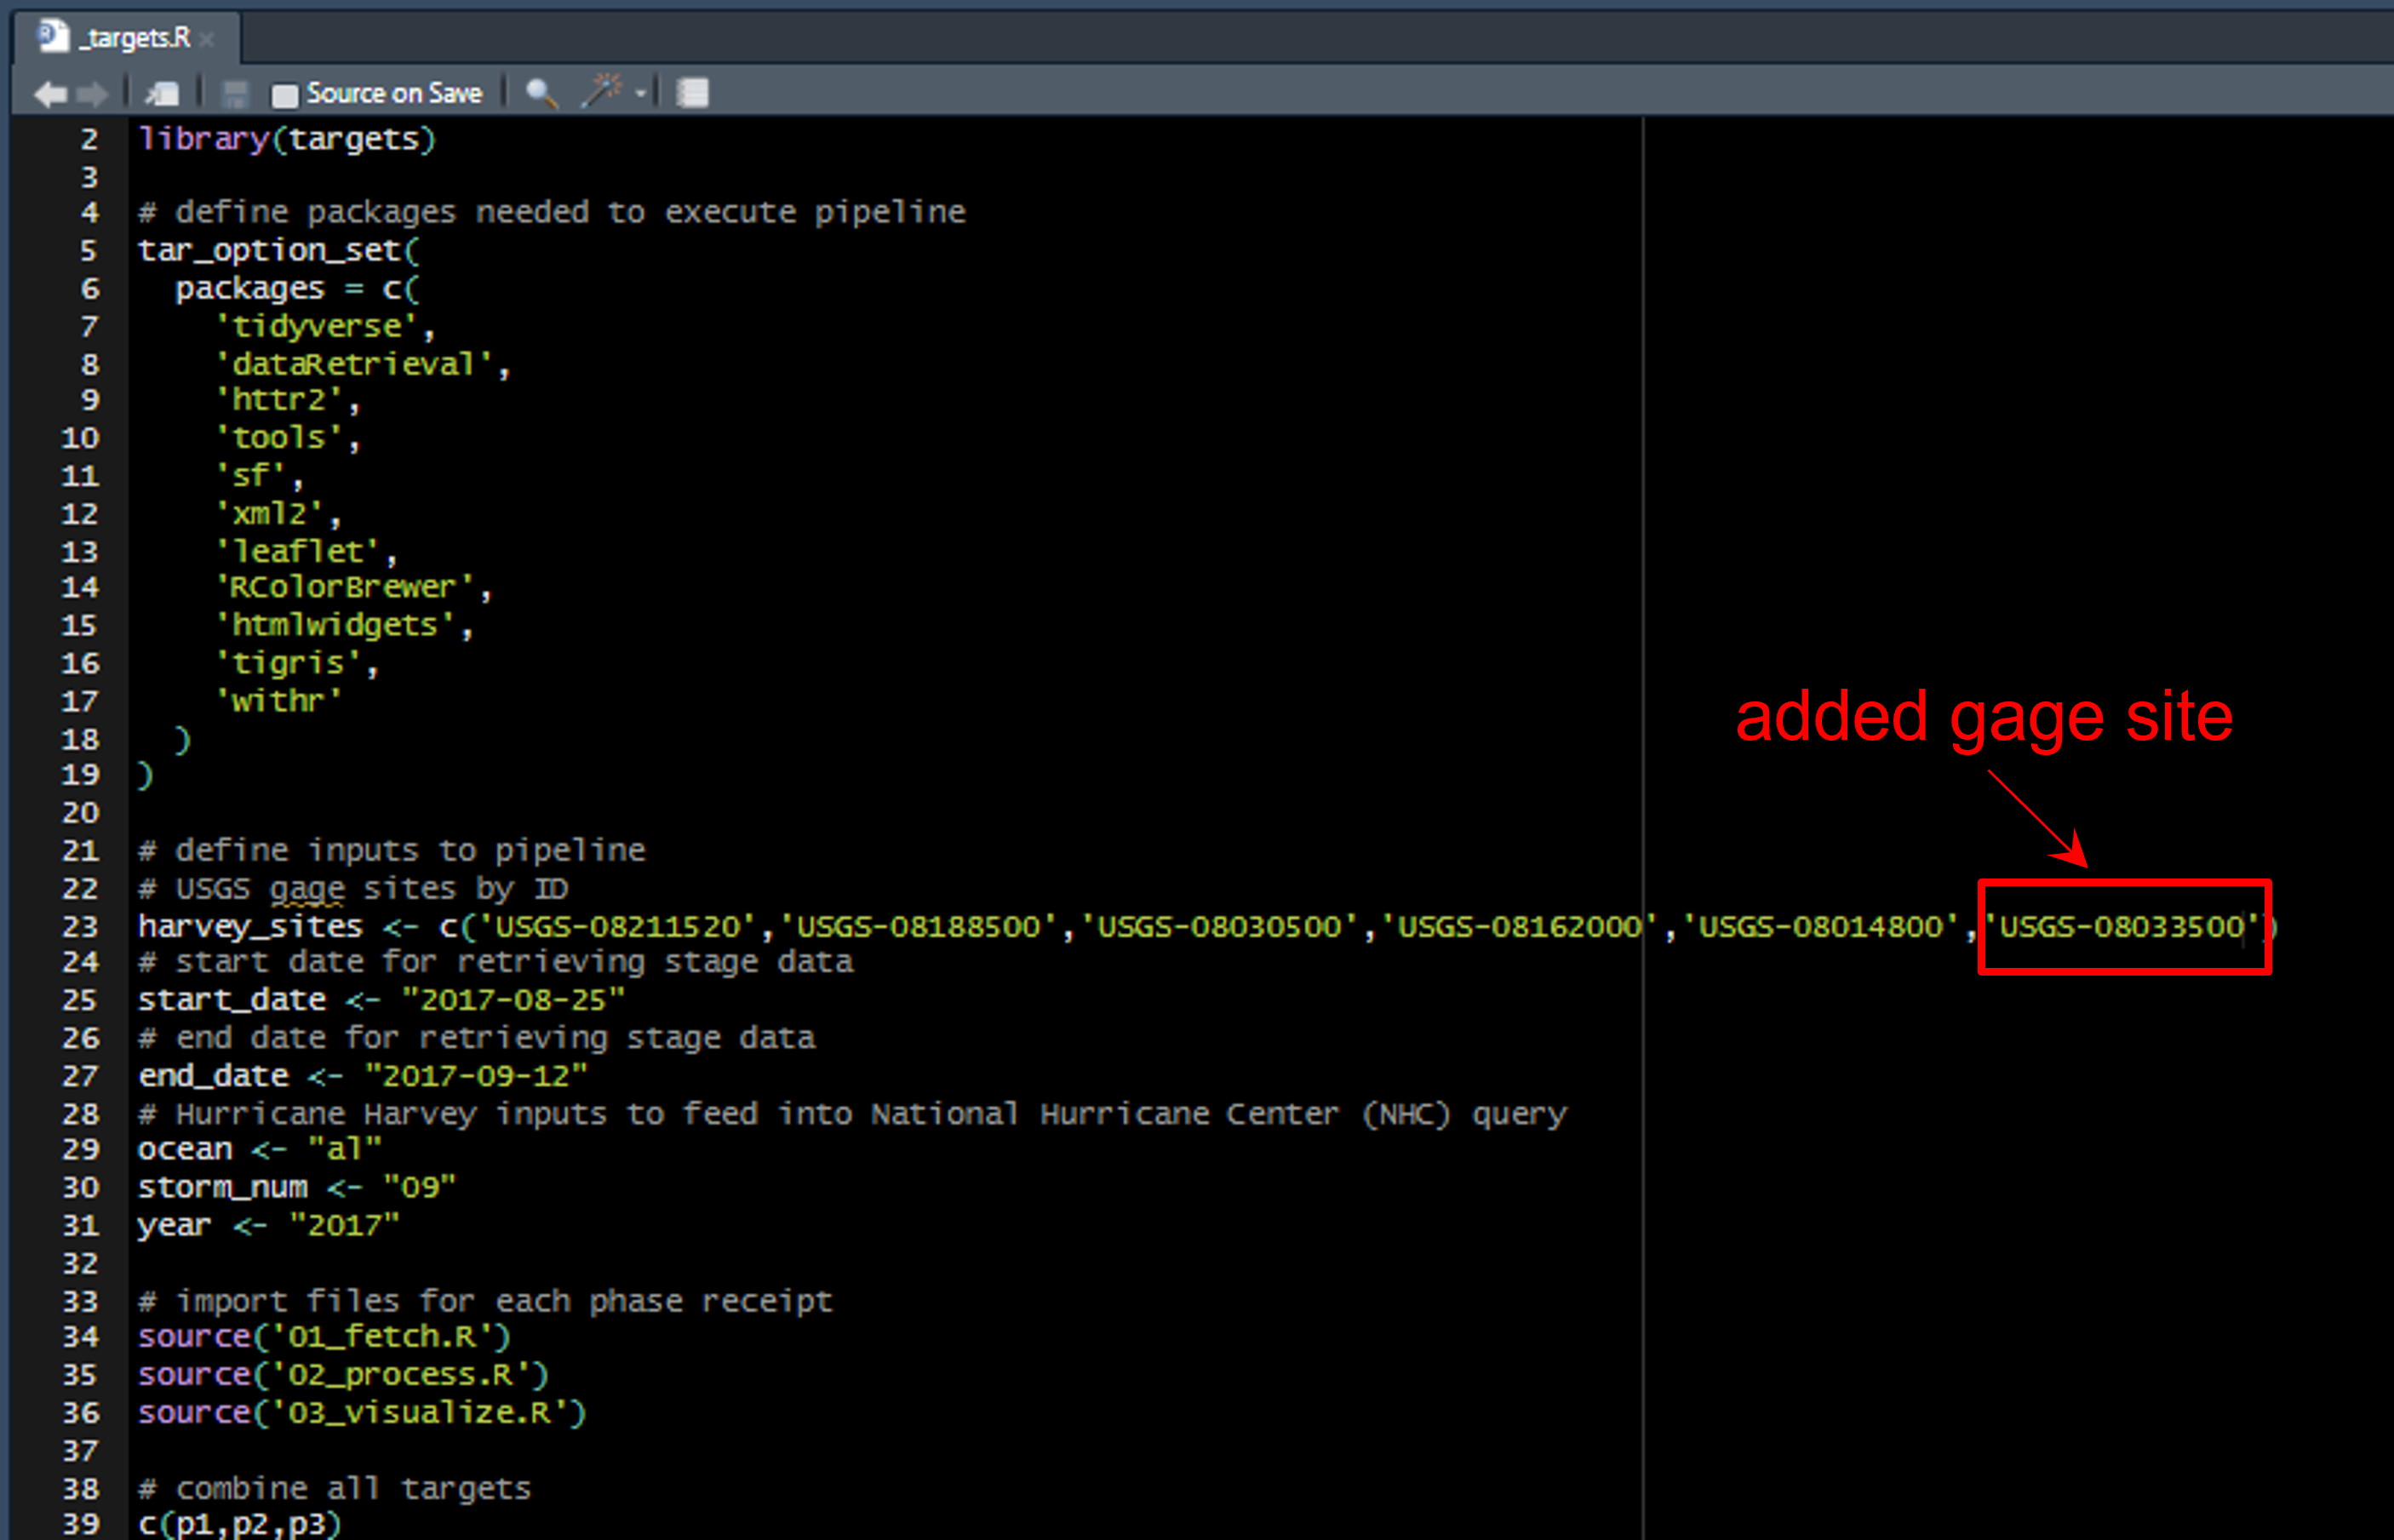 _targets.R
Source on Save
2 library(targets)
3
4 # define packages needed to execute pipeline
5 tar_option_set(
6 packages = c(
7 'tidyverse',
8 'dataRetrieval',
9 'httr2',
10 'tools',
11 'sf',
12 'xml2',
13 'leaflet',
14 'RColorBrewer',
15 'htmlwidgets',
16 'tigris',
17 'withr'
added gage site
18 )
19 )
20
21 # define inputs to pipeline
22 # USGS gage sites by ID
23 harvey_sites <- c('USGS-08211520','USGS-08188500','USGS-08030500','USGS-08162000','USGS-08014800','USGS-08033500')
24 # start date for retrieving stage data
25 start_date <- "2017-08-25"
26 # end date for retrieving stage data
27 end_date <- "2017-09-12"
28 # Hurricane Harvey inputs to feed into National Hurricane Center (NHC) query
29 ocean <- "al"
30 storm_num <- "09"
31 year <- "2017"
32
33 # import files for each phase receipt
34 source('01_fetch.R')
35 source('02_process.R')
36 source('03_visualize.R')
37
38 # combine all targets
39 c(p1,p2,p3)